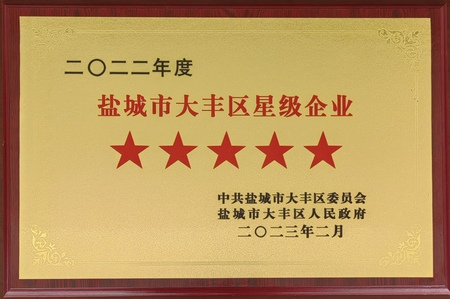 二〇二二年度
盐城市大丰区星级企业
中共盐城市大丰区委员会
盐城市大丰区人民政府
二〇二三年二月